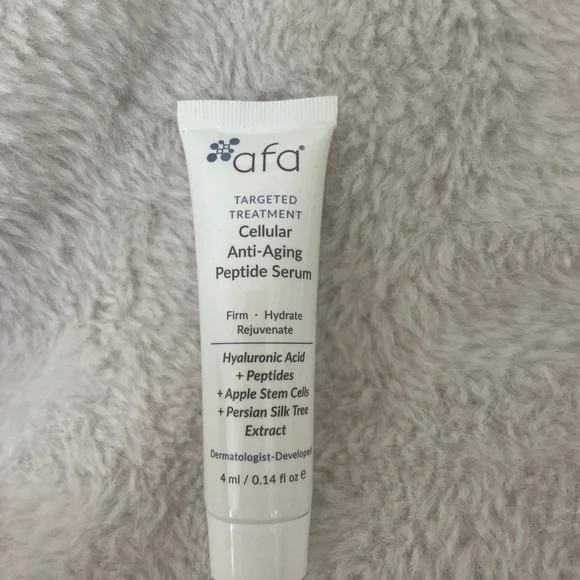 afa®
TARGETED
TREATMENT
Cellular
Anti-Aging
Peptide Serum
Firm · Hydrate
Rejuvenate
Hyaluronic Acid
+ Peptides
+ Apple Stem Cells
+ Persian Silk Tree
Extract
Dermatologist-Developed
4 ml / 0.14 fl oz ℮